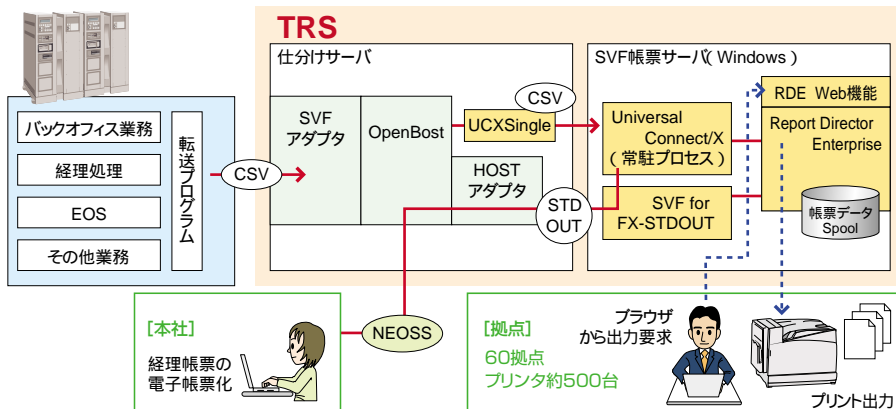 TRS
仕分けサーバ
SVF帳票サーバ(Windows)
バックオフィス業務
経理処理
EOS
その他業務
転送プログラム
CSV
SVF
アダプタ
OpenBost
HOST
アダプタ
UCXSingle
CSV
STD
OUT
Universal
Connect/X
(常駐プロセス)
SVF for
FX-STDOUT
RDE Web機能
Report Director
Enterprise
帳票データ
Spool
[本社]
経理帳票の
電子帳票化
NEOSS
[拠点]
60拠点
プリンタ約500台
ブラウザ
から出力要求
プリント出力